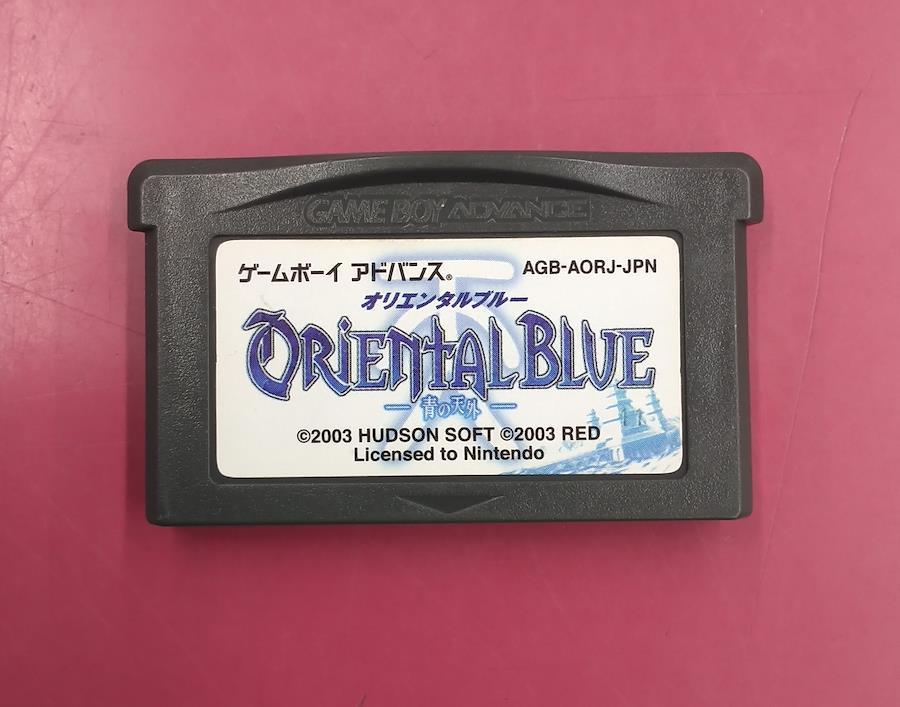 GAME BOY ADVANCE
ゲームボーイ アドバンス® AGB-AORJ-JPN
オリエンタルブルー
ORIENTAL BLUE
青の天外
©2003 HUDSON SOFT ©2003 RED
Licensed to Nintendo